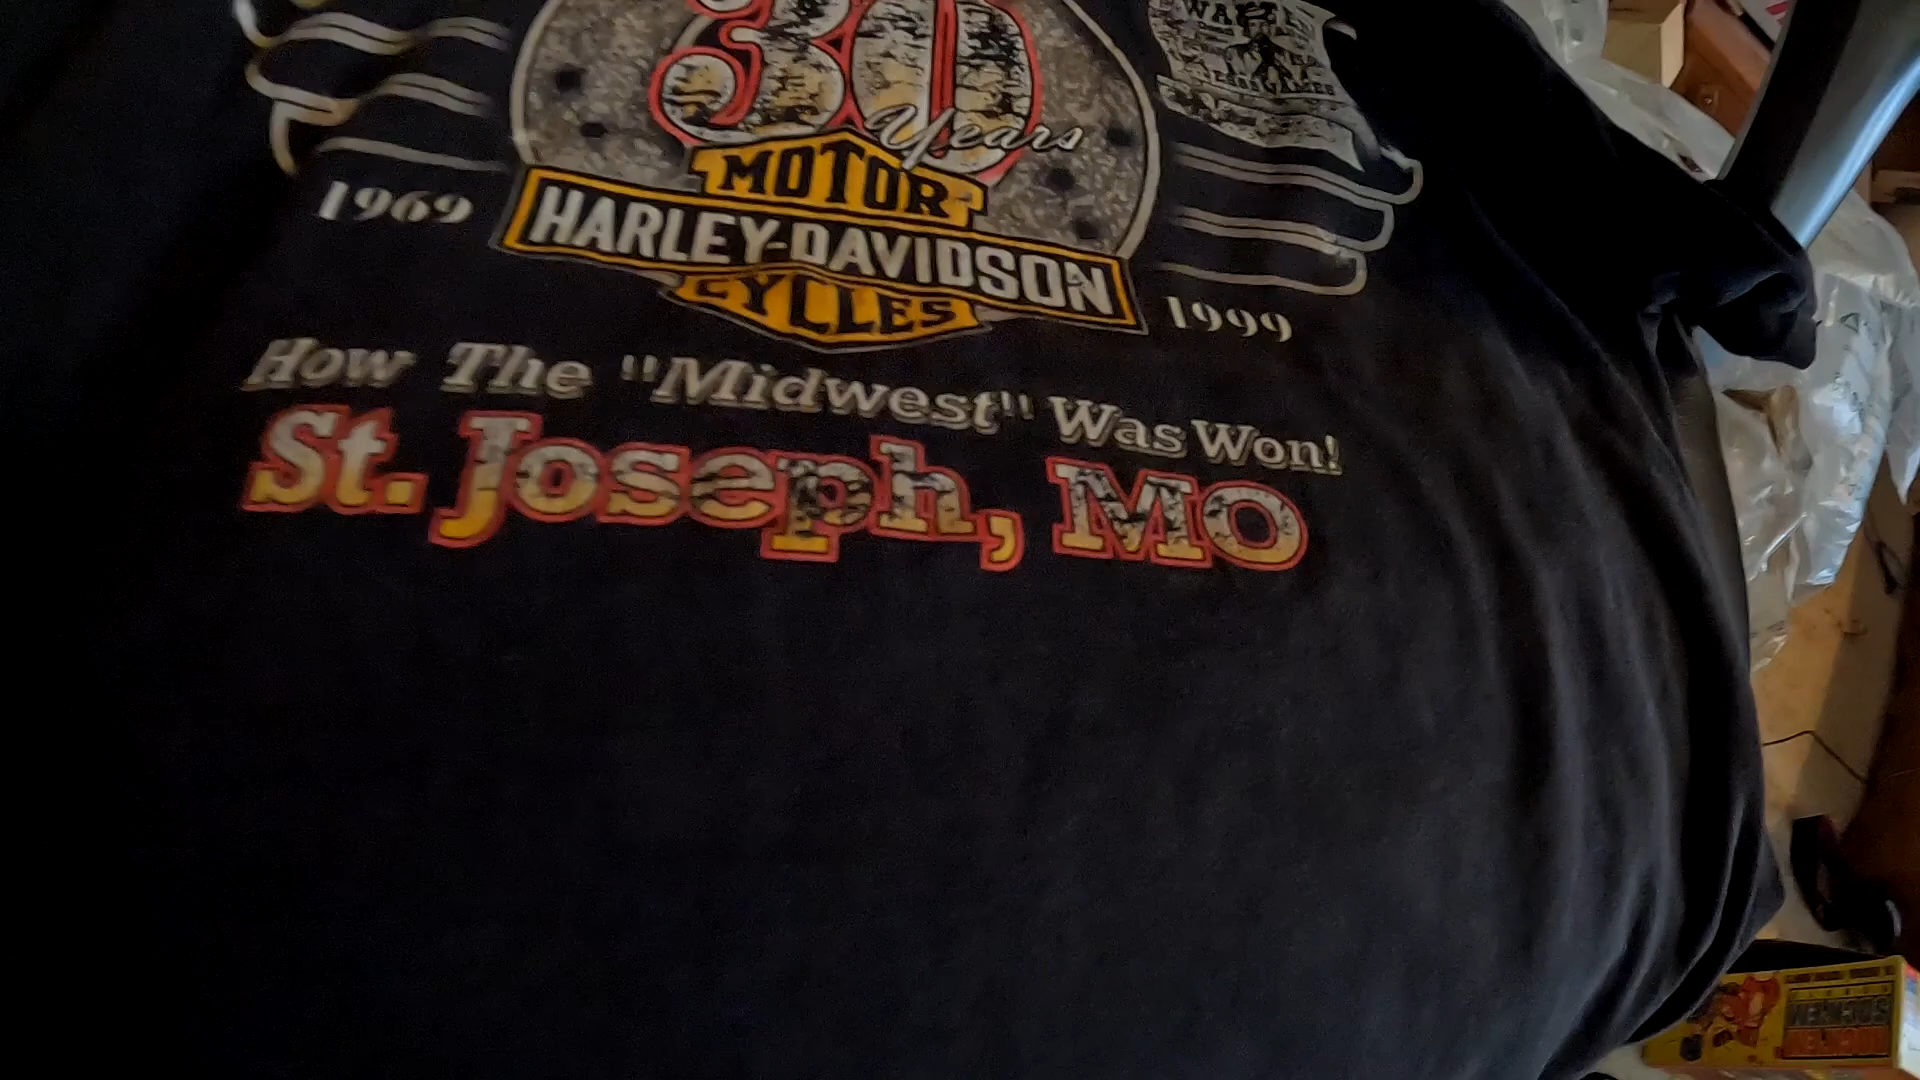 30
Years
MOTOR
HARLEY-DAVIDSON
CYCLES
1969
1999
How The "Midwest" Was Won!
St. Joseph, MO